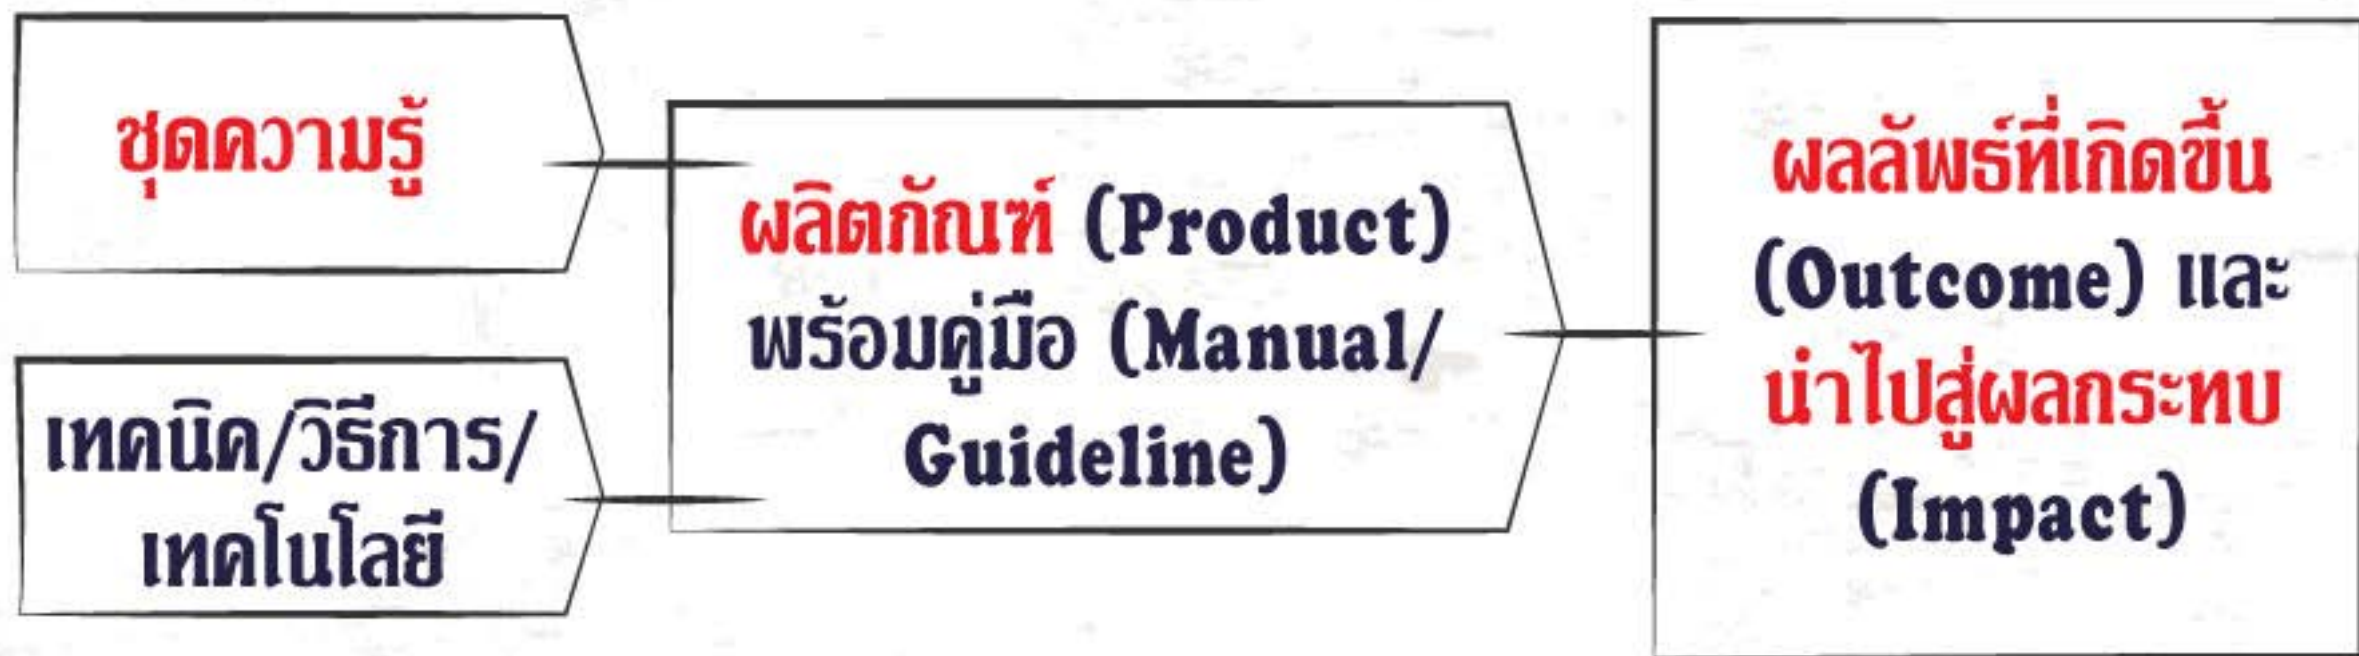 ชุดความรู้
เทคนิค/วิธีการ/
เทคโนโลยี
ผลิตภัณฑ์ (Product)
พร้อมคู่มือ (Manual/
Guideline)
ผลลัพธ์ที่เกิดขึ้น
(Outcome) และ
นำไปสู่ผลกระทบ
(Impact)